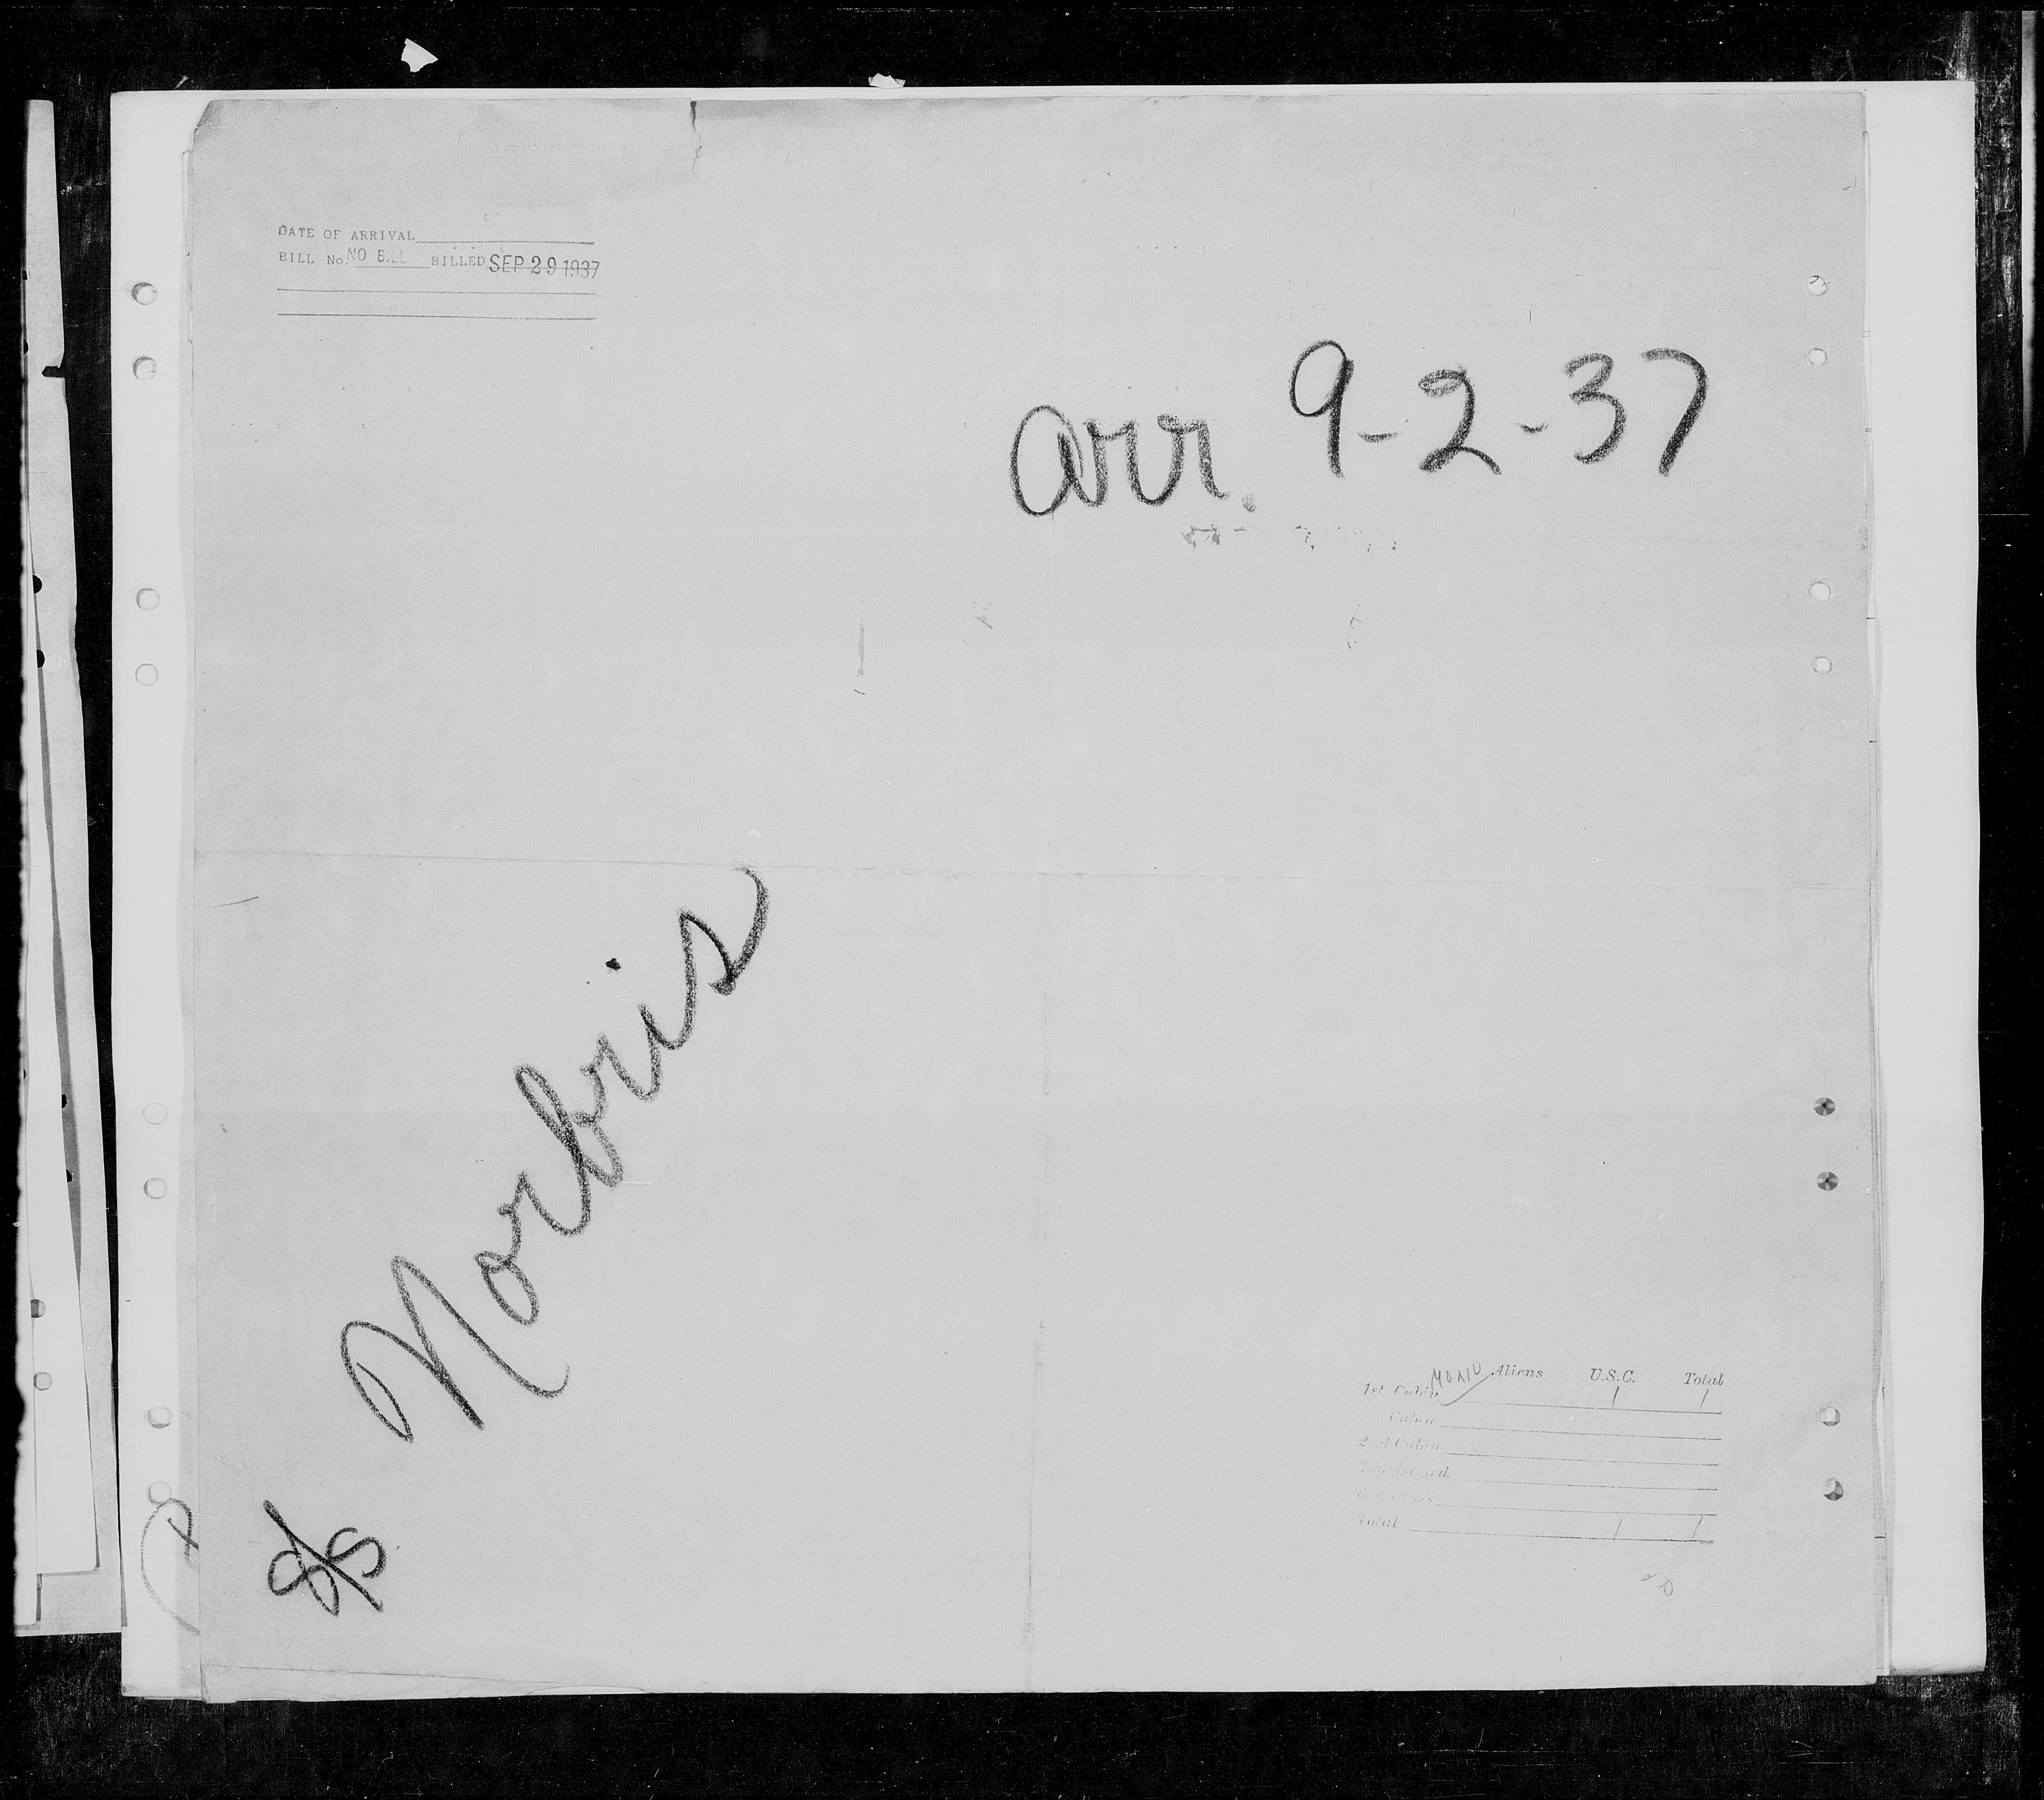 DATE OF ARRIVAL
BILL No. NO BILL BILLED SEP 29 1937
arr. 9-2-37
S/S Norbris
Aliens U.S.C. Total
1st Cabin 1 1
Cabin
2nd Cabin
Total 1 1